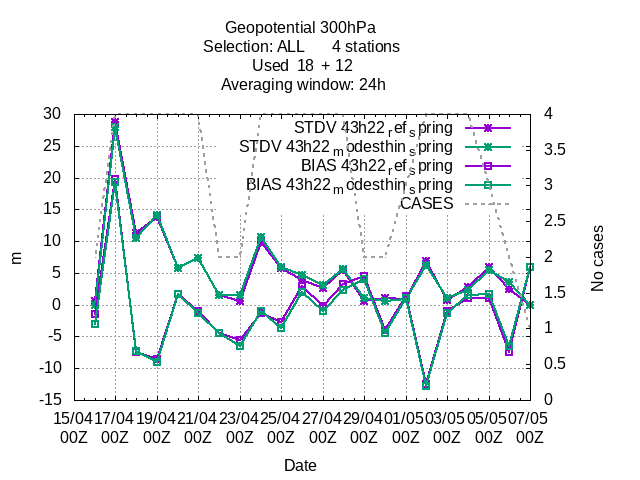 Geopotential 300hPa
Selection: ALL 4 stations
Used 18 + 12
Averaging window: 24h
30 4
25 3.5
20 3
15 2.5
10 2
5 1.5
0 1
-5 0.5
-10 0
-15
STDV 43h22_ref_spring
STDV 43h22_modesthin_spring
BIAS 43h22_ref_spring
BIAS 43h22_modesthin_spring
CASES
m
No cases
15/04 17/04 19/04 21/04 23/04 25/04 27/04 29/04 01/05 03/05 05/05 07/05
00Z 00Z 00Z 00Z 00Z 00Z 00Z 00Z 00Z 00Z 00Z 00Z
Date